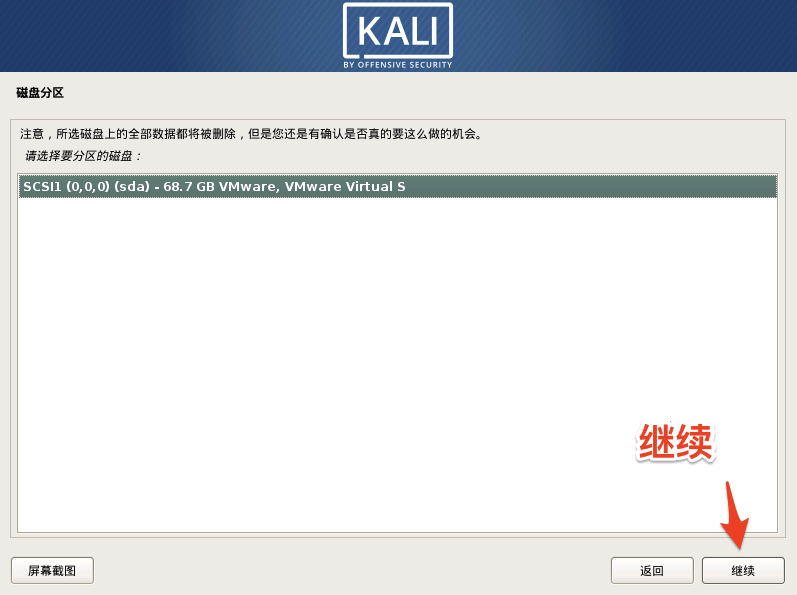 KALI
BY OFFENSIVE SECURITY
磁盘分区
注意，所选磁盘上的全部数据都将被删除，但是您还是有确认是否真的要这么做的机会。
请选择要分区的磁盘：
SCSI1 (0,0,0) (sda) - 68.7 GB VMware, VMware Virtual S
继续
屏幕截图
返回
继续